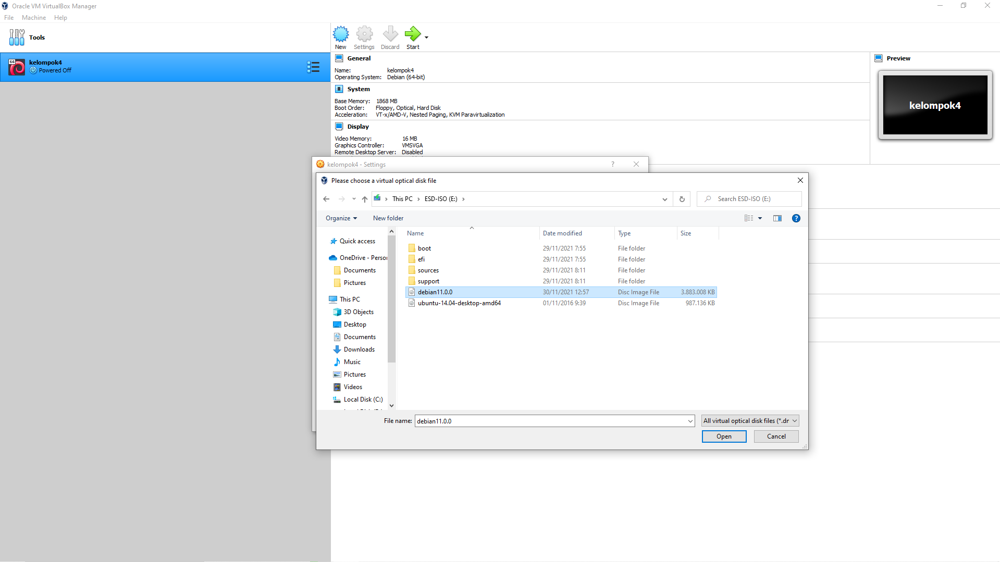 Oracle VM VirtualBox Manager
File Machine Help
Tools
64
kelompok4
Powered Off
New Settings Discard Start
General
Name: kelompok4
Operating System: Debian (64-bit)
System
Base Memory: 1868 MB
Boot Order: Floppy, Optical, Hard Disk
Acceleration: VT-x/AMD-V, Nested Paging, KVM Paravirtualization
Display
Video Memory: 16 MB
Graphics Controller: VMSVGA
Remote Desktop Server: Disabled
Preview
kelompok4
kelompok4 - Settings ?
Please choose a virtual optical disk file
This PC > ESD-ISO (E:) >
Search ESD-ISO (E:)
Organize New folder
?
Quick access
OneDrive - Person
Documents
Pictures
This PC
3D Objects
Desktop
Documents
Downloads
Music
Pictures
Videos
Local Disk (C:)
Name Date modified Type Size
boot 29/11/2021 7:55 File folder
efi 29/11/2021 7:55 File folder
sources 29/11/2021 8:11 File folder
support 29/11/2021 8:11 File folder
debian11.0.0 30/11/2021 12:57 Disc Image File 3.883.008 KB
ubuntu-14.04-desktop-amd64 01/11/2016 9:39 Disc Image File 987.136 KB
File name: debian11.0.0
All virtual optical disk files (*.dr
Open Cancel